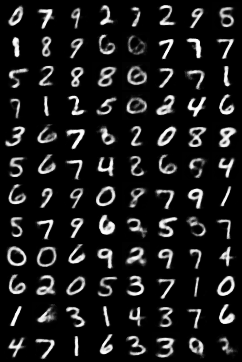 0 7 9 2 7 2 9 5
1 8 9 6 0 7 7 7
5 2 8 8 0 7 7 1
7 1 2 5 0 2 4 6
3 6 7 8 2 0 8 8
5 6 7 4 2 6 5 4
6 9 9 0 8 7 9 1
5 7 9 6 2 5 5 7
0 0 6 9 2 9 7 4
6 2 0 5 3 7 1 0
1 4 3 1 4 3 7 6
4 7 1 6 3 3 9